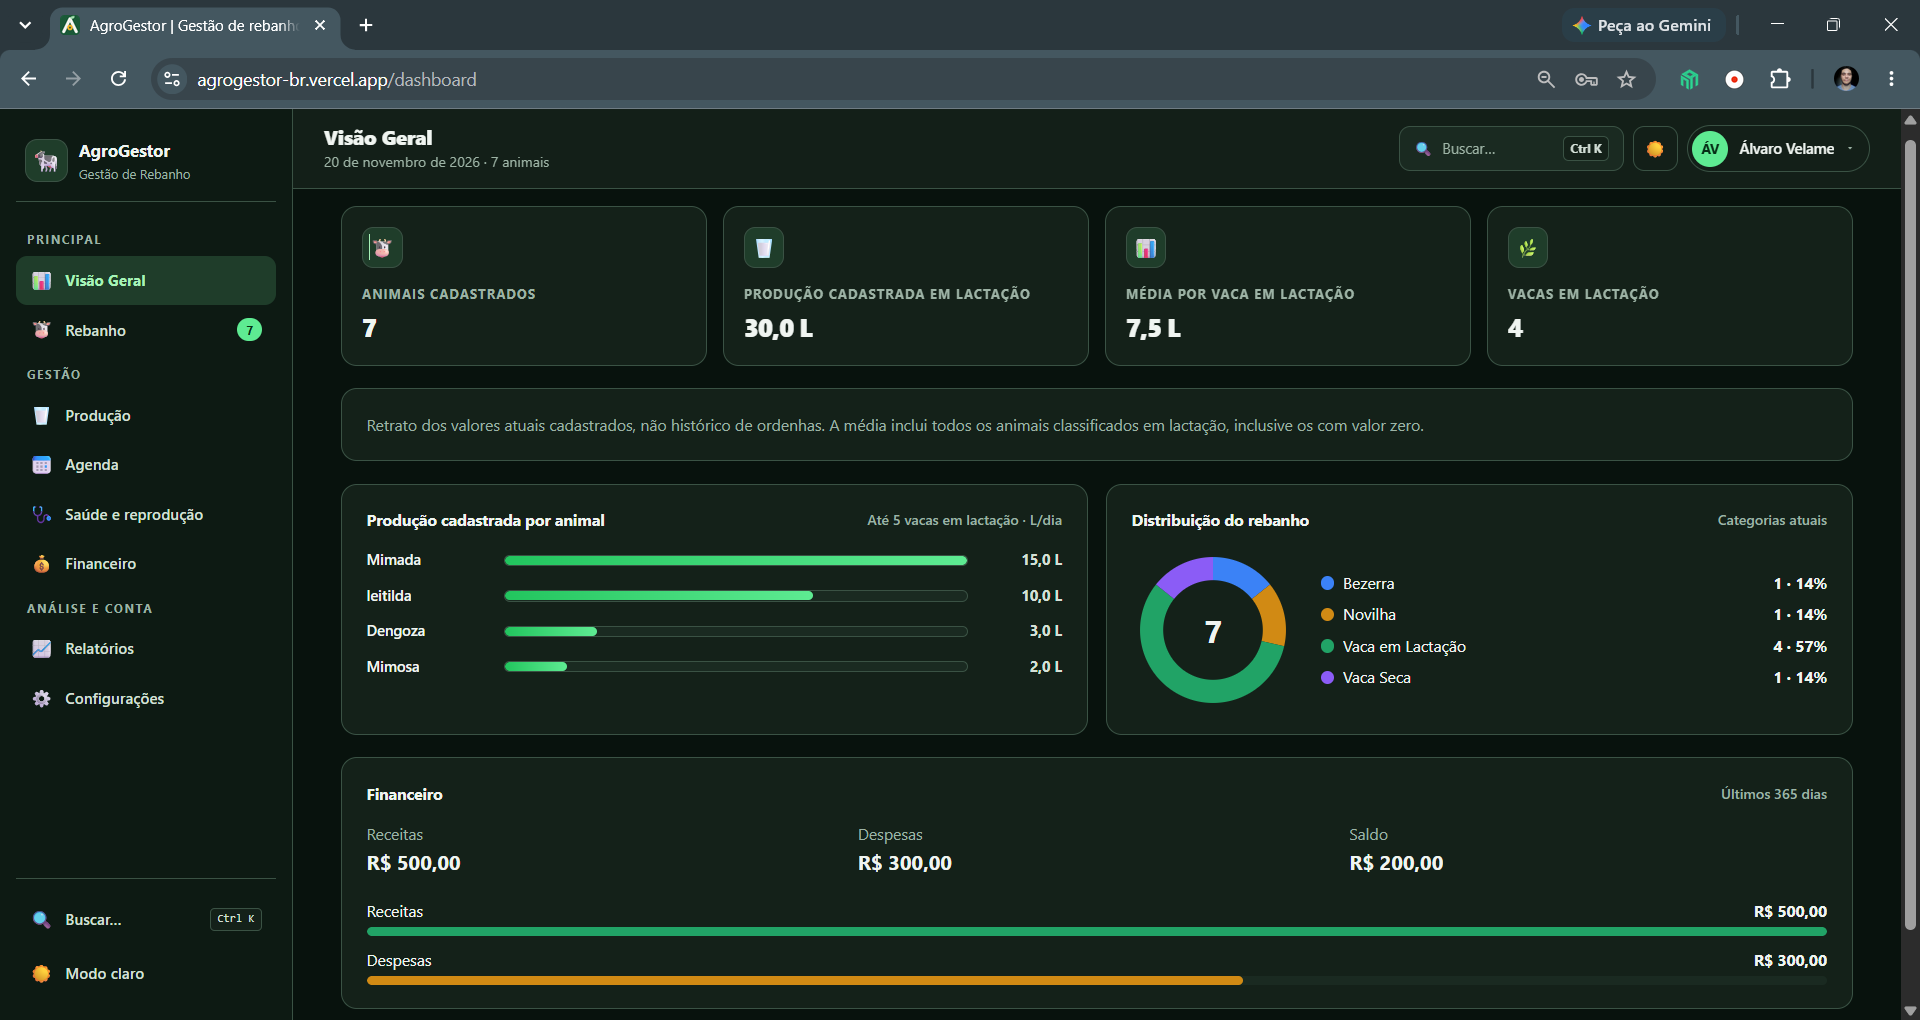 AgroGestor | Gestão de rebanh
Peça ao Gemini
agrogestor-br.vercel.app/dashboard
AgroGestor
Gestão de Rebanho
PRINCIPAL
Visão Geral
Rebanho 7
GESTÃO
Produção
Agenda
Saúde e reprodução
Financeiro
ANÁLISE E CONTA
Relatórios
Configurações
Buscar... Ctrl K
Modo claro
Visão Geral
20 de novembro de 2026 · 7 animais
Buscar... Ctrl K
ÁV Álvaro Velame
ANIMAIS CADASTRADOS
7
PRODUÇÃO CADASTRADA EM LACTAÇÃO
30,0 L
MÉDIA POR VACA EM LACTAÇÃO
7,5 L
VACAS EM LACTAÇÃO
4
Retrato dos valores atuais cadastrados, não histórico de ordenhas. A média inclui todos os animais classificados em lactação, inclusive os com valor zero.
Produção cadastrada por animal Até 5 vacas em lactação · L/dia
Mimada 15,0 L
leitilda 10,0 L
Dengoza 3,0 L
Mimosa 2,0 L
Distribuição do rebanho Categorias atuais
7
Bezerra 1 · 14%
Novilha 1 · 14%
Vaca em Lactação 4 · 57%
Vaca Seca 1 · 14%
Financeiro Últimos 365 dias
Receitas Despesas Saldo
R$ 500,00 R$ 300,00 R$ 200,00
Receitas R$ 500,00
Despesas R$ 300,00